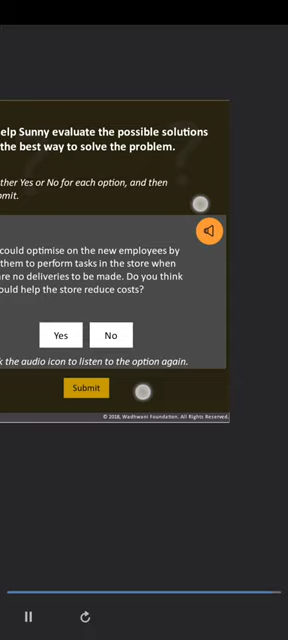 elp Sunny evaluate the possible solutions
the best way to solve the problem.
ther Yes or No for each option, and then
bmit.
could optimise on the new employees by
them to perform tasks in the store when
are no deliveries to be made. Do you think
ould help the store reduce costs?
Yes No
k the audio icon to listen to the option again.
Submit
© 2018, Wadhwani Foundation. All Rights Reserved.